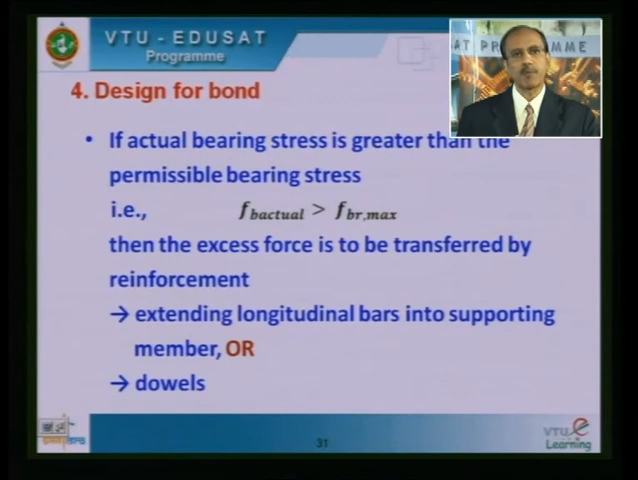 VTU - EDUSAT
Programme
AT PR MME
4. Design for bond
• If actual bearing stress is greater than the
permissible bearing stress
i.e., fbactual > fbr,max
then the excess force is to be transferred by
reinforcement
→ extending longitudinal bars into supporting
member, OR
→ dowels
31
VTU e
Learning